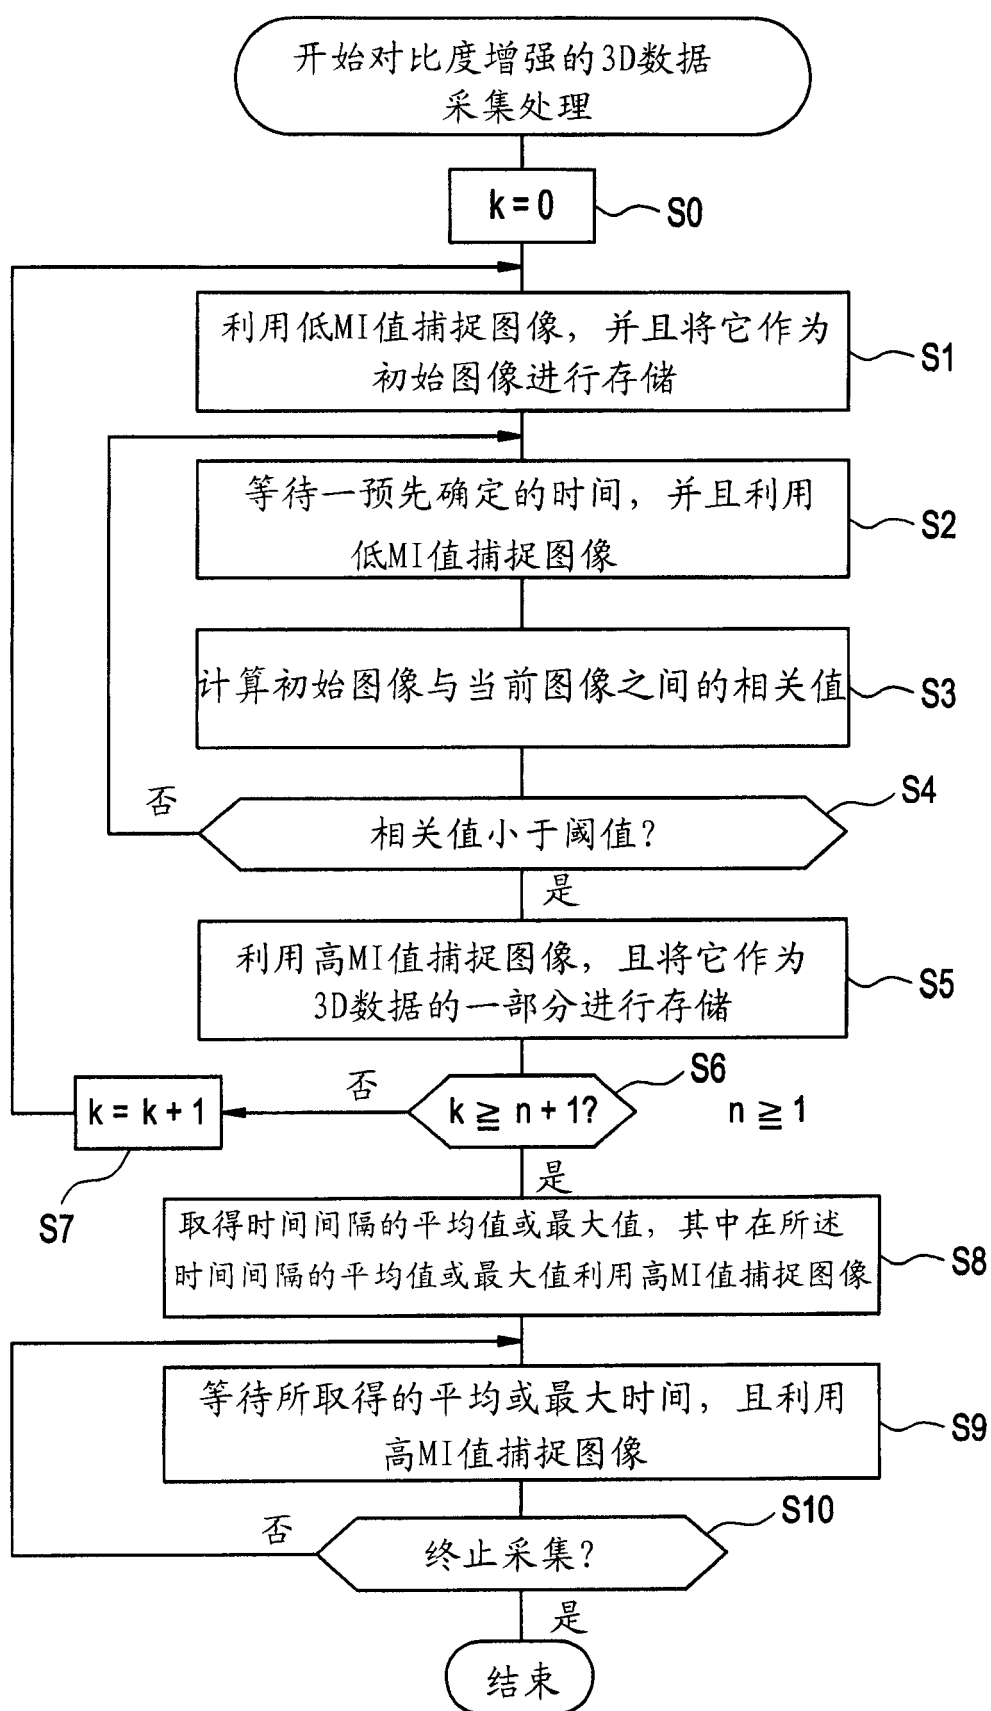 开始对比度增强的3D数据
采集处理
k=0
S0
利用低MI值捕捉图像，并且将它作为
初始图像进行存储
S1
等待一预先确定的时间，并且利用
低MI值捕捉图像
S2
计算初始图像与当前图像之间的相关值
S3
S4
否
相关值小于阈值？
是
利用高MI值捕捉图像，且将它作为
3D数据的一部分进行存储
S5
S6
否
k = k + 1
k ≧ n + 1?
n ≧ 1
S7
是
取得时间间隔的平均值或最大值，其中在所述
时间间隔的平均值或最大值利用高MI值捕捉图像
S8
等待所取得的平均或最大时间，且利用
高MI值捕捉图像
S9
S10
否
终止采集？
是
结束